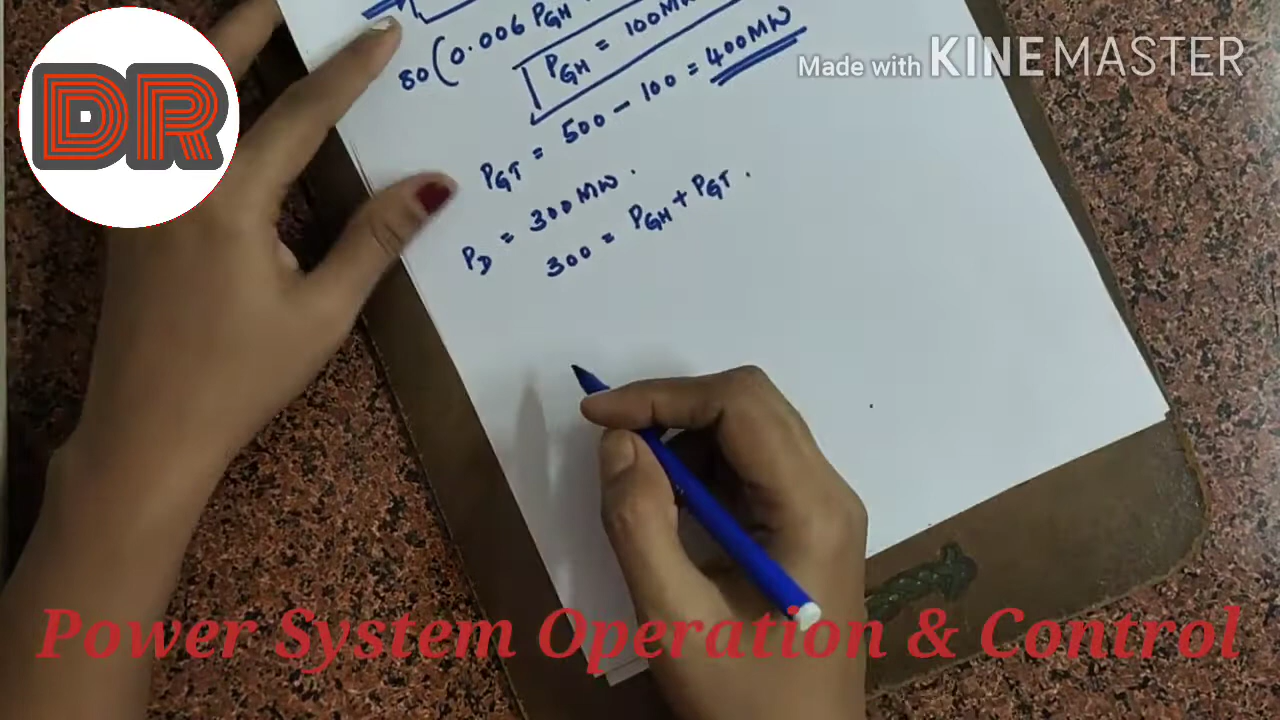 DR
Made with KINEMASTER
80(0.006 PGH
PGH = 100MW
PGT = 500 - 100 = 400MW
PD = 300MW.
300 = PGH + PGT.
Power System Operation & Control